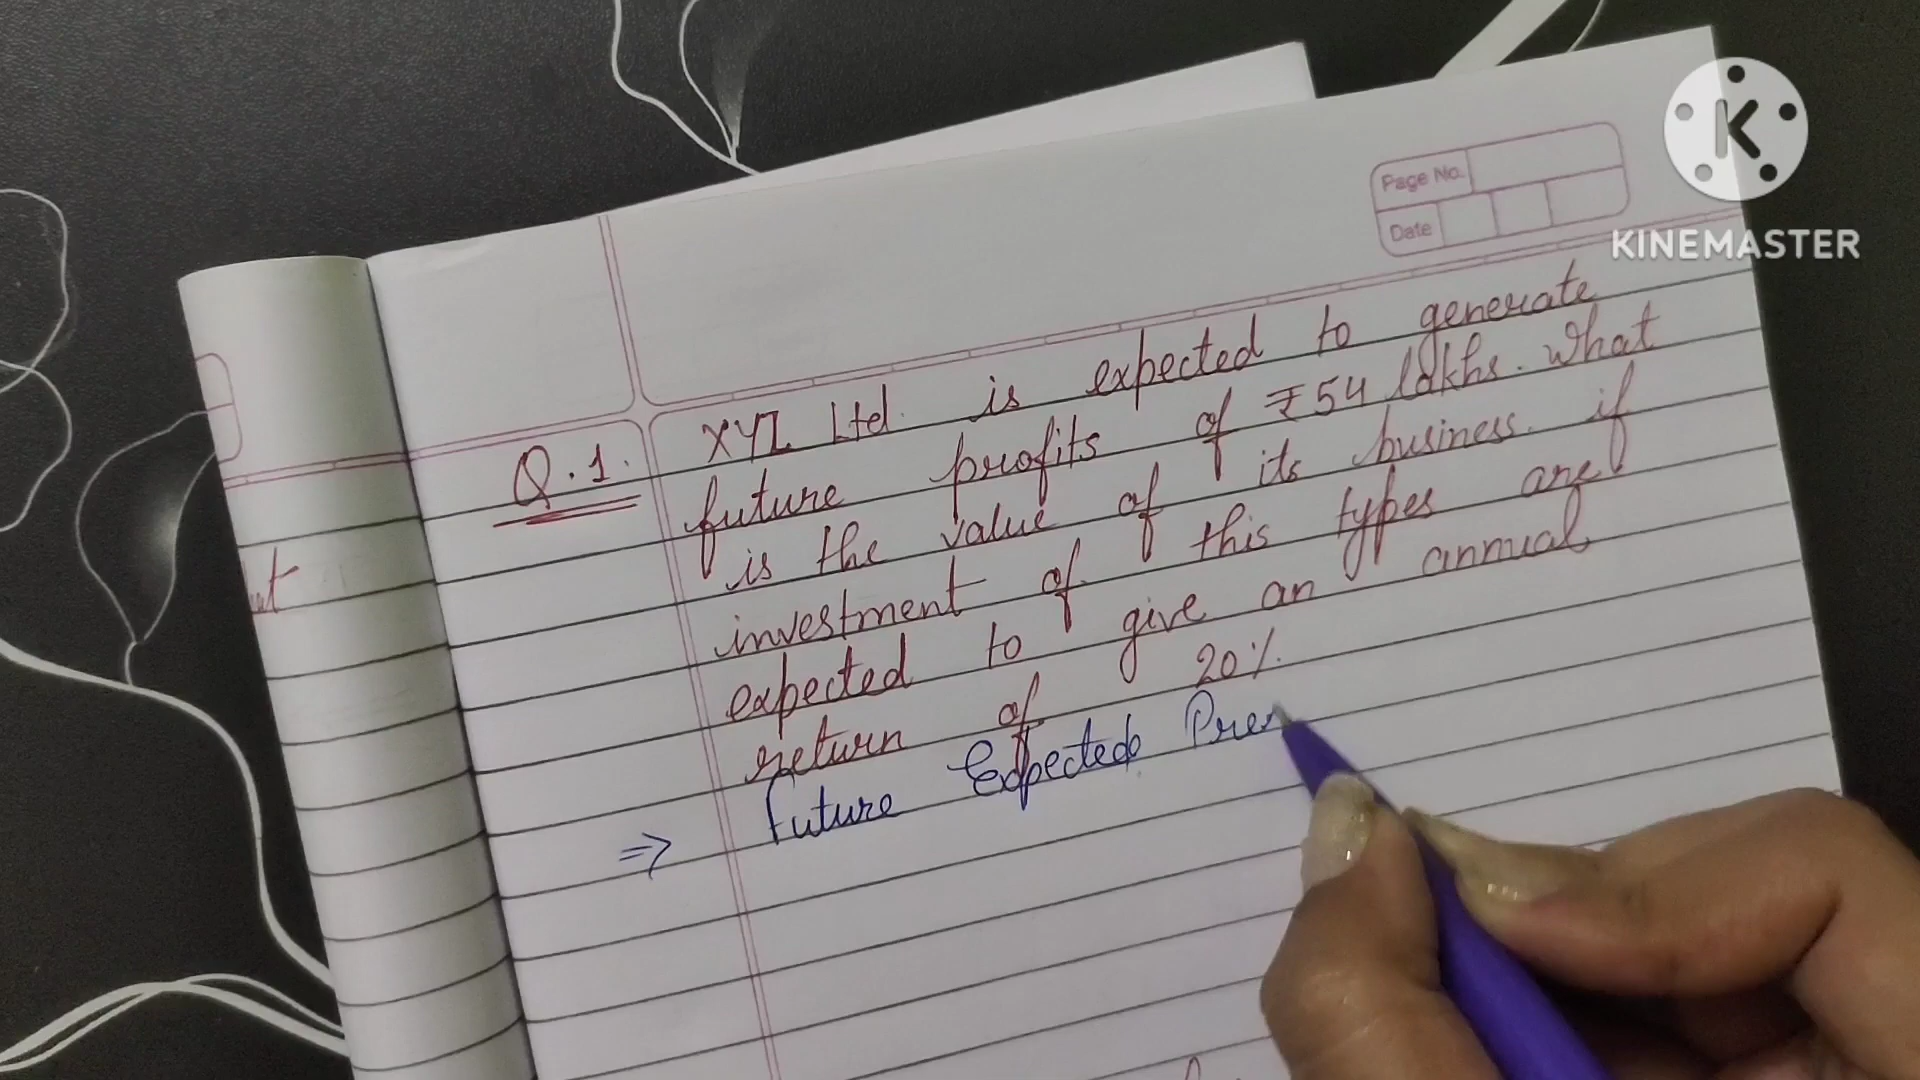 KINEMASTER
Page No.
Date
Q.1. XYZ Ltd. is expected to generate
future profits of ₹54 lakhs. What
is the value of its business if
investment of this types are
expected to give an annual
return of 20%.
⇒ Future Expected Pre